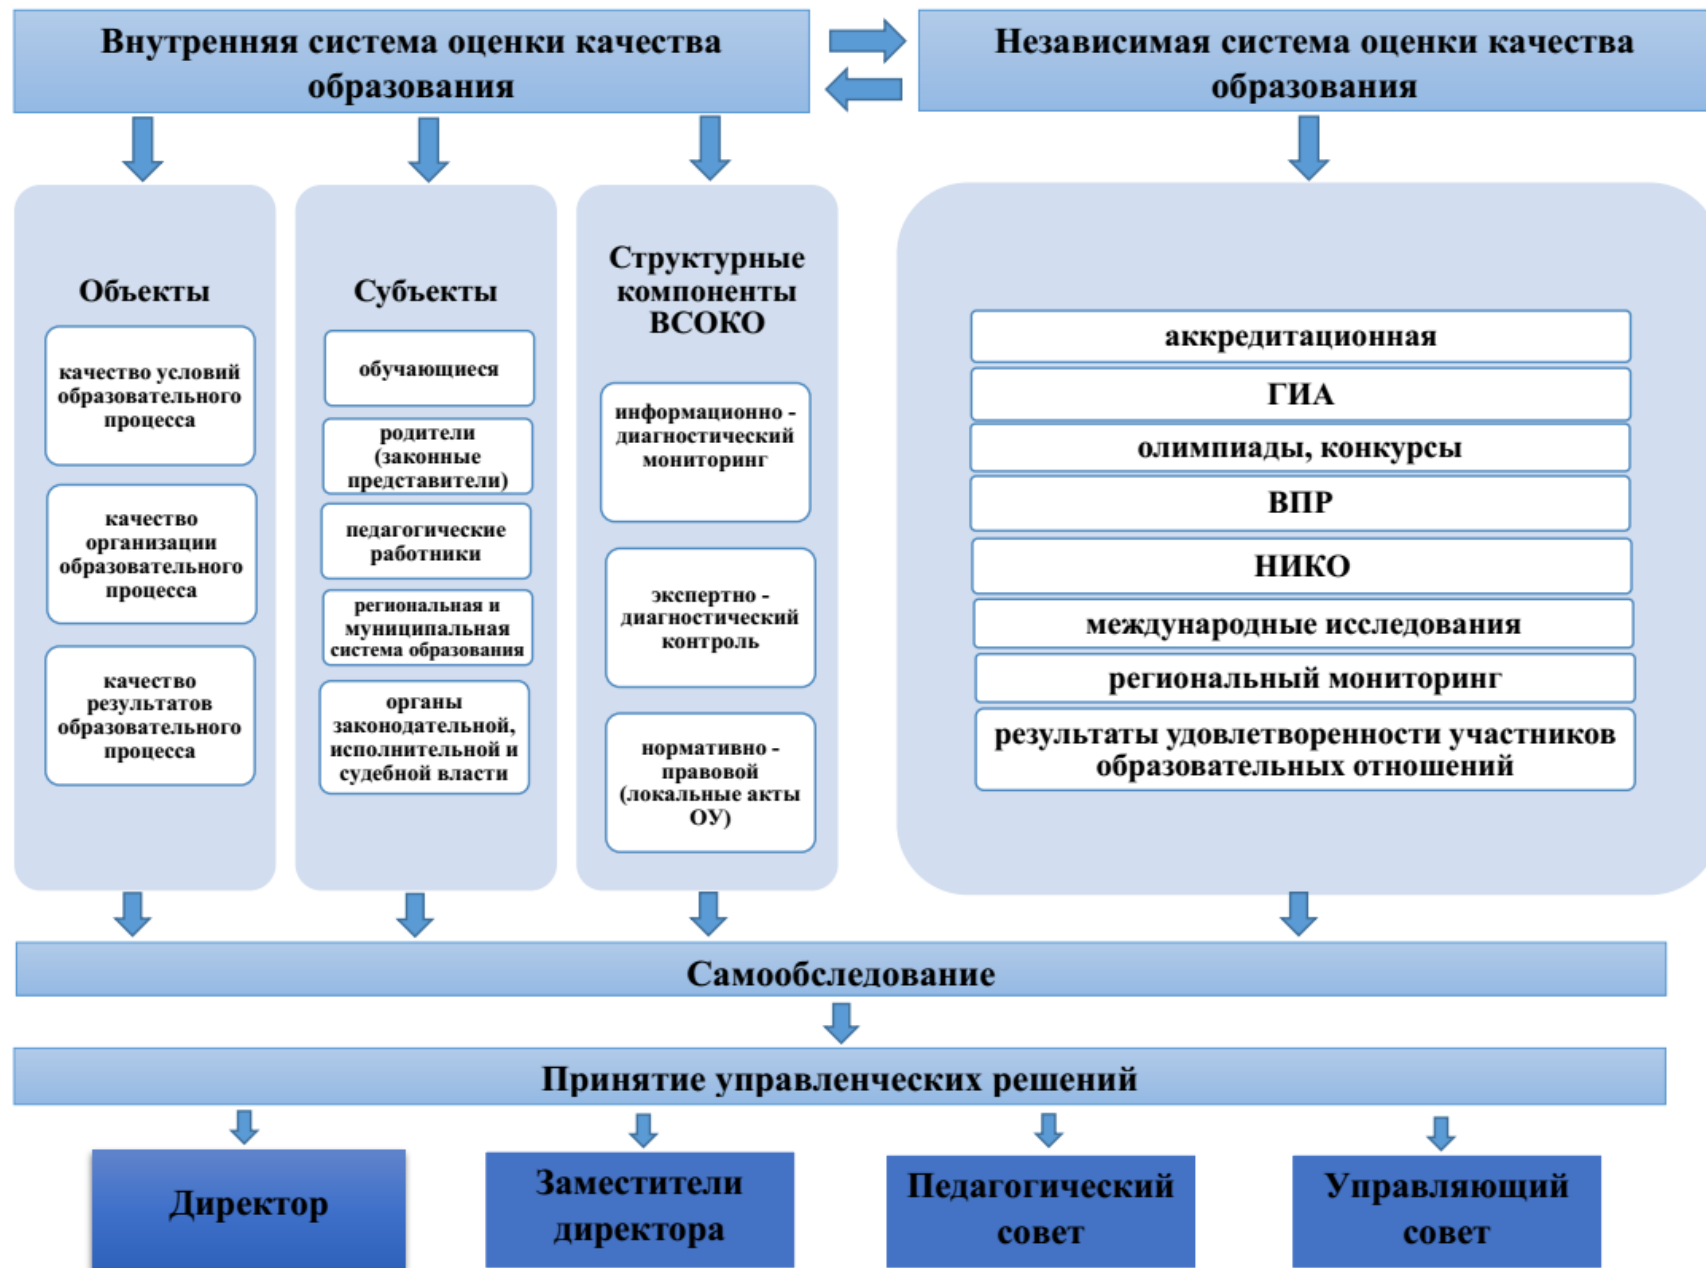 Внутренняя система оценки качества
образования
Независимая система оценки качества
образования
Объекты
качество условий
образовательного
процесса
качество
организации
образовательного
процесса
качество
результатов
образовательного
процесса
Субъекты
обучающиеся
родители
(законные
представители)
педагогические
работники
региональная и
муниципальная
система образования
органы
законодательной,
исполнительной и
судебной власти
Структурные
компоненты
ВСОКО
информационно -
диагностический
мониторинг
экспертно -
диагностический
контроль
нормативно -
правовой
(локальные акты
ОУ)
аккредитационная
ГИА
олимпиады, конкурсы
ВПР
НИКО
международные исследования
региональный мониторинг
результаты удовлетворенности участников
образовательных отношений
Самообследование
Принятие управленческих решений
Директор
Заместители
директора
Педагогический
совет
Управляющий
совет